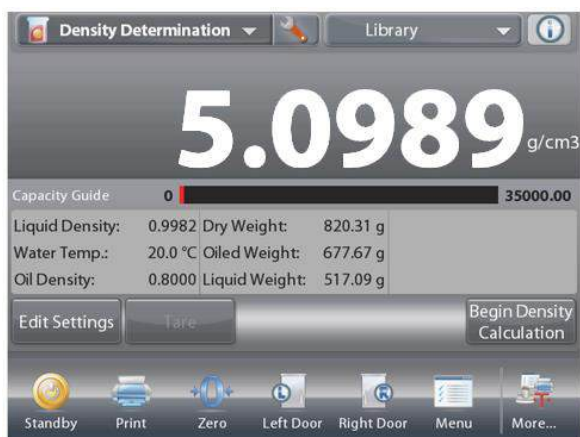 Density Determination Library
5.0989 g/cm3
Capacity Guide 0 35000.00
Liquid Density: 0.9982 Dry Weight: 820.31 g
Water Temp.: 20.0 °C Oiled Weight: 677.67 g
Oil Density: 0.8000 Liquid Weight: 517.09 g
Edit Settings Tare Begin Density
Calculation
L R
Standby Print Zero Left Door Right Door Menu More...